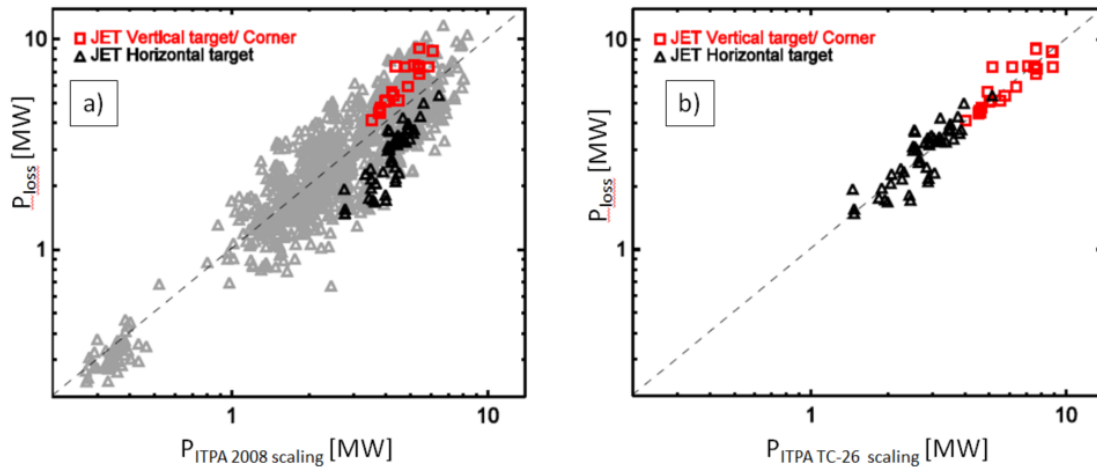 10
JET Vertical target/ Corner
JET Horizontal target
a)
P_loss [MW]
1
1
10
P_ITPA 2008 scaling [MW]
10
JET Vertical target/ Corner
JET Horizontal target
b)
P_loss [MW]
1
1
10
P_ITPA TC-26 scaling [MW]